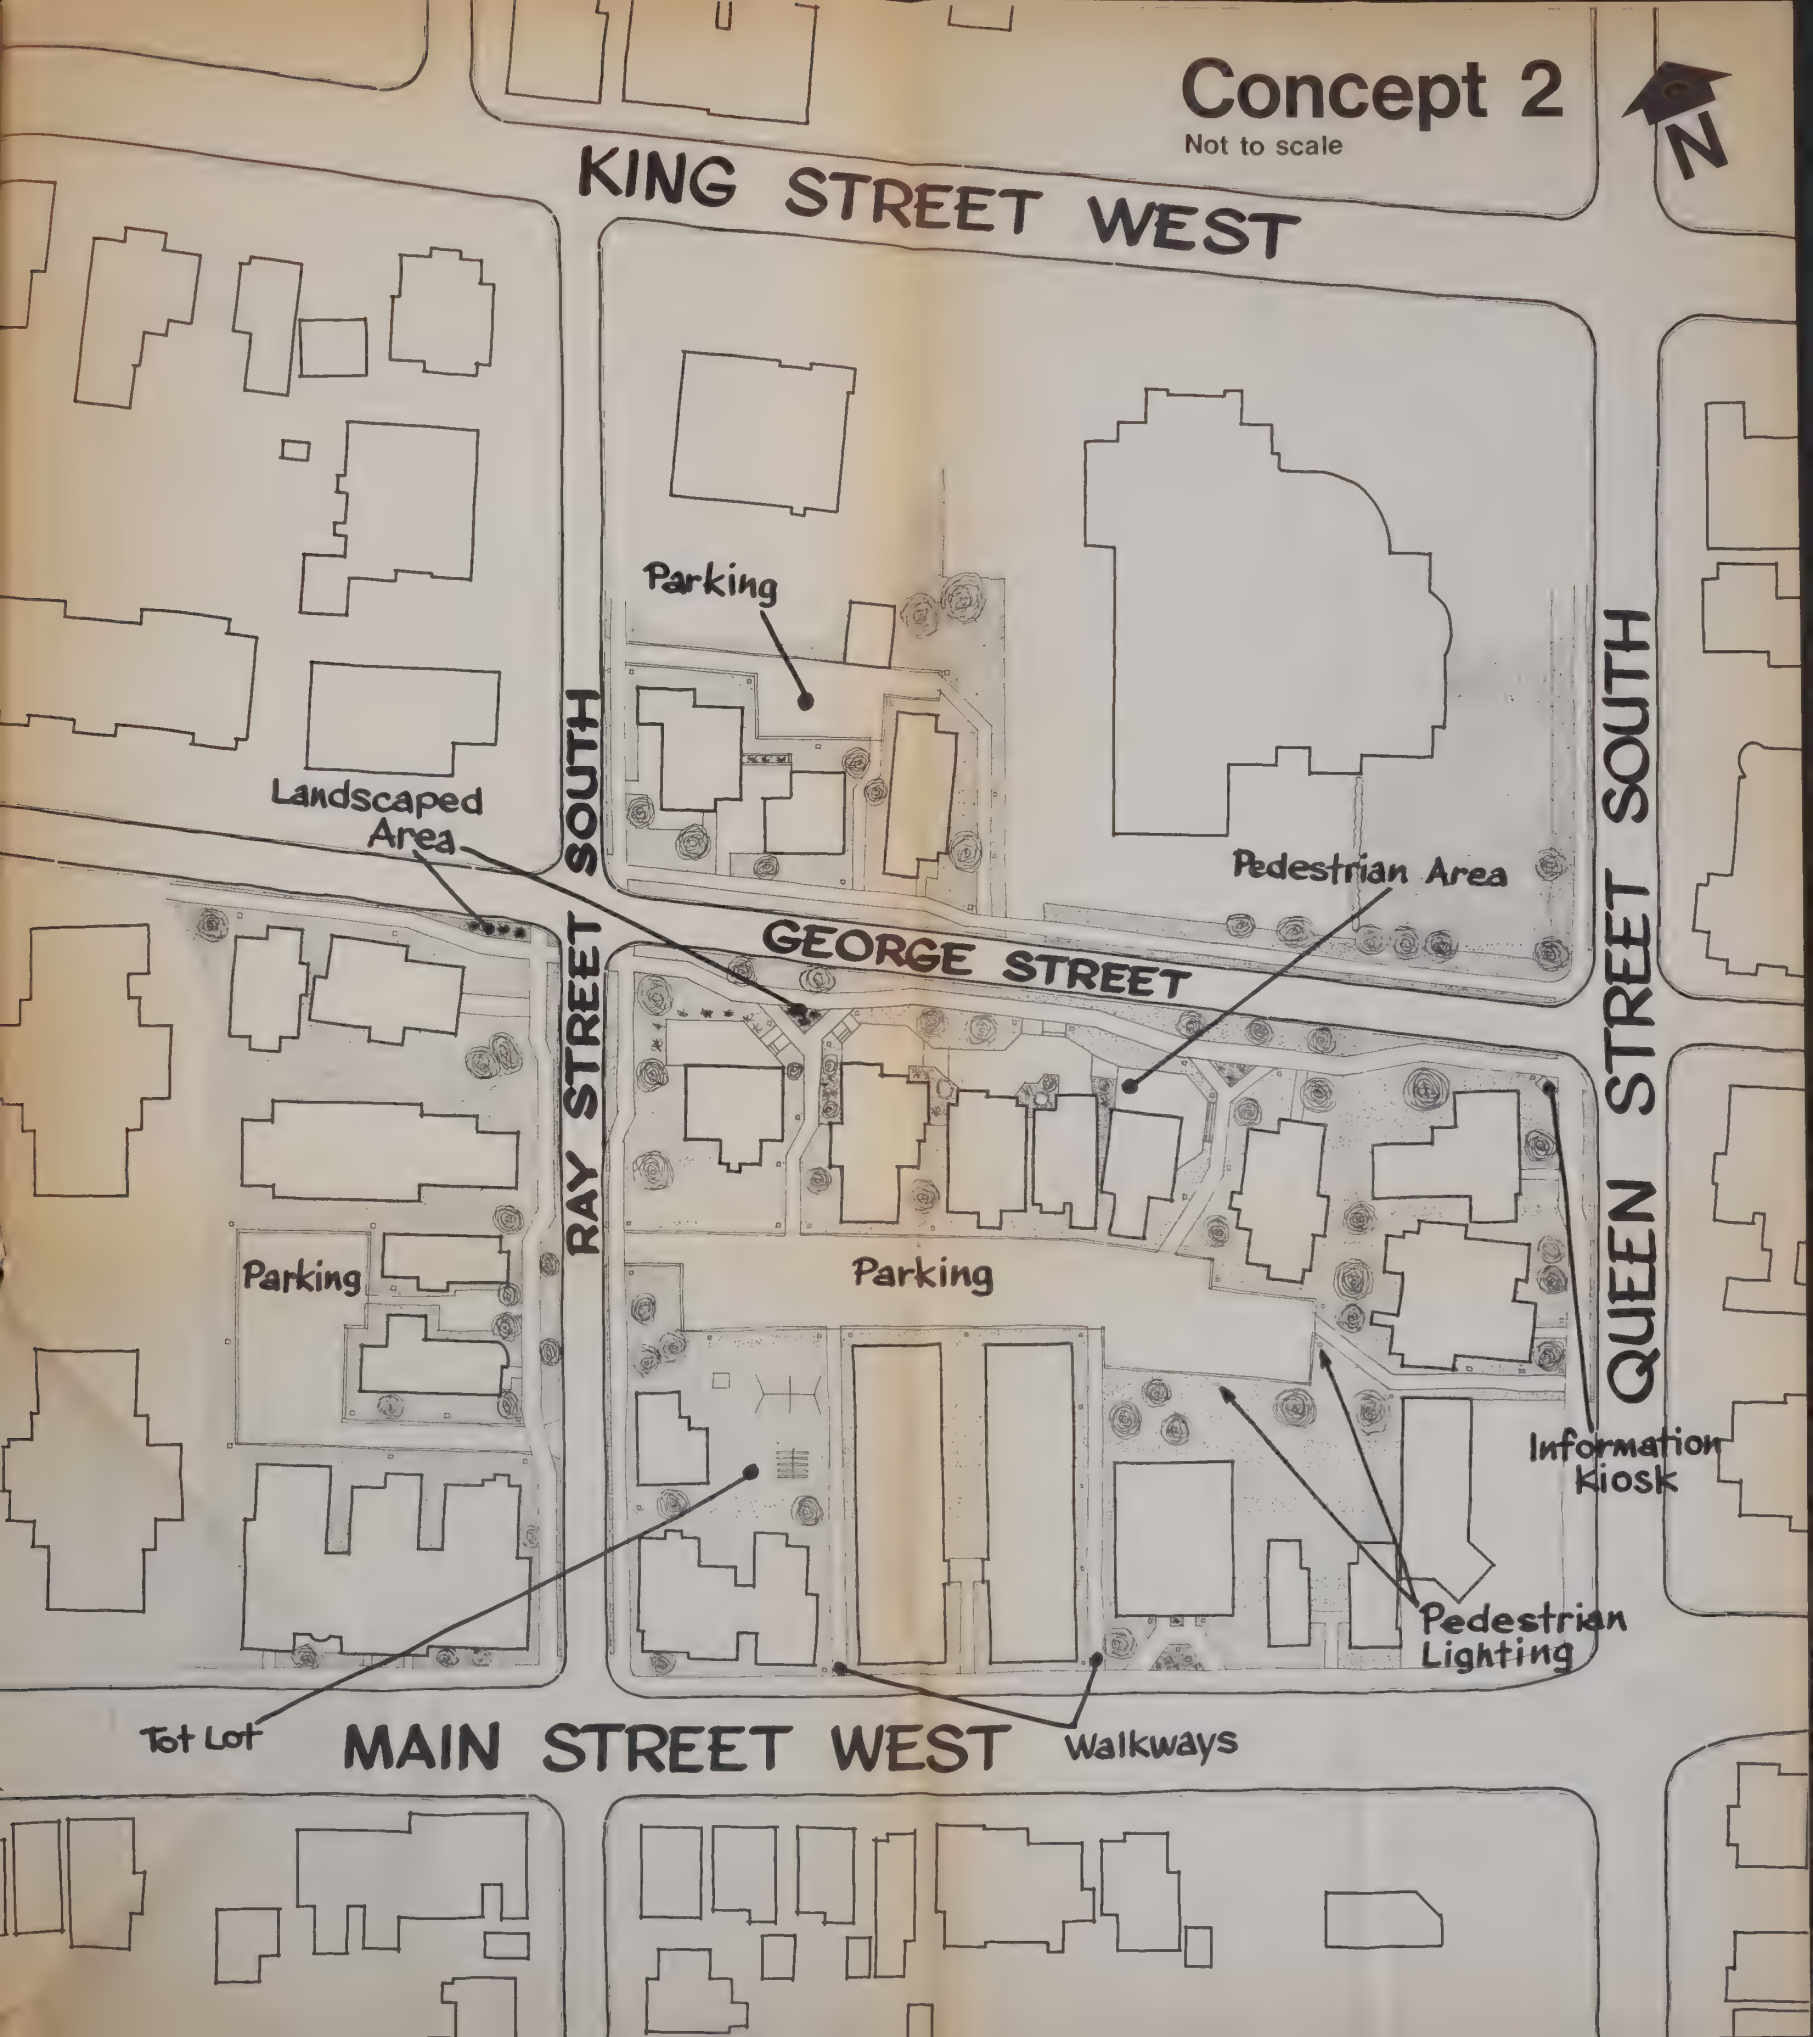 Concept 2
Not to scale
N
KING STREET WEST
Parking
Landscaped
Area
RAY STREET SOUTH
GEORGE STREET
Pedestrian Area
QUEEN STREET SOUTH
Parking
Parking
Information
Kiosk
Pedestrian
Lighting
Tot Lot
MAIN STREET WEST
Walkways